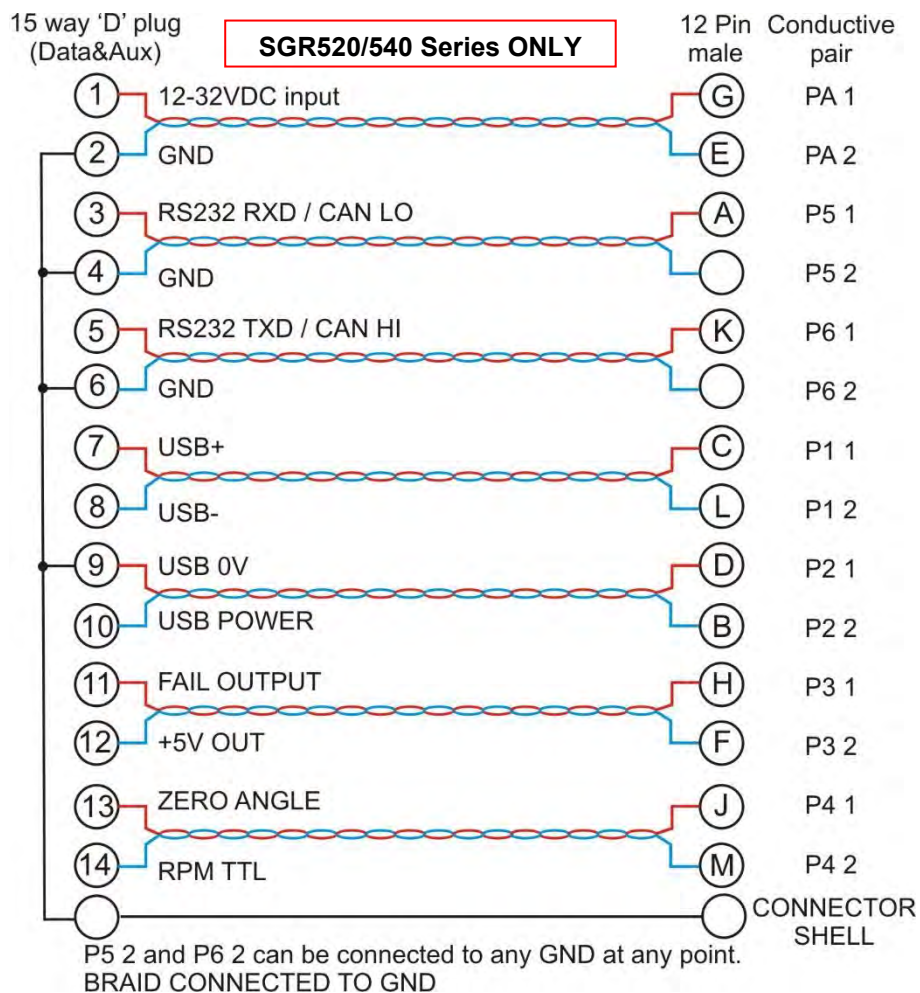 15 way ‘D’ plug
(Data&Aux)
SGR520/540 Series ONLY
12 Pin
male
Conductive
pair
1 12-32VDC input G PA 1
2 GND E PA 2
3 RS232 RXD / CAN LO A P5 1
4 GND P5 2
5 RS232 TXD / CAN HI K P6 1
6 GND P6 2
7 USB+ C P1 1
8 USB- L P1 2
9 USB 0V D P2 1
10 USB POWER B P2 2
11 FAIL OUTPUT H P3 1
12 +5V OUT F P3 2
13 ZERO ANGLE J P4 1
14 RPM TTL M P4 2
CONNECTOR
SHELL
P5 2 and P6 2 can be connected to any GND at any point.
BRAID CONNECTED TO GND